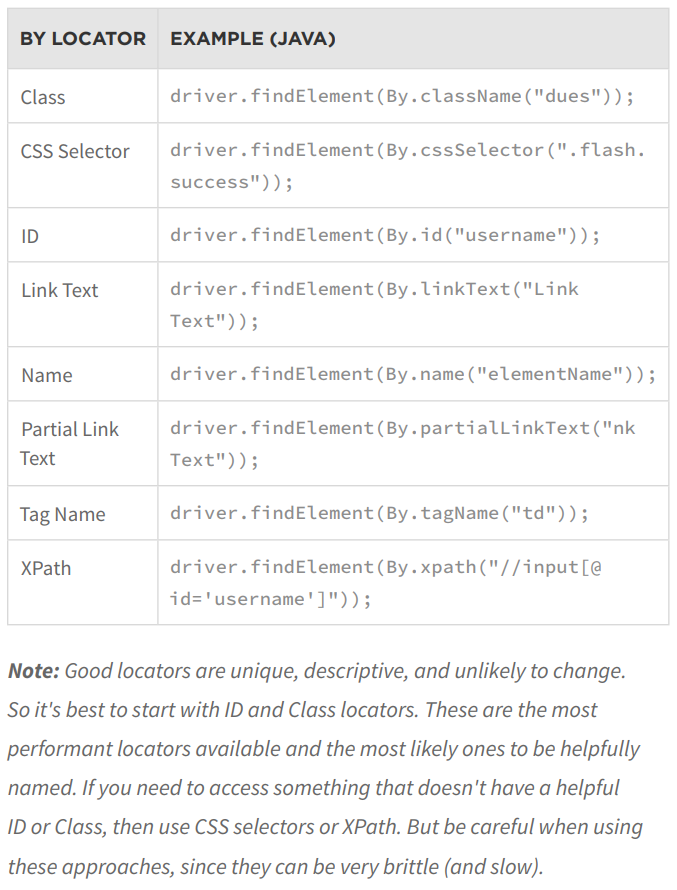 BY LOCATOR EXAMPLE (JAVA)
Class driver.findElement(By.className("dues"));
CSS Selector driver.findElement(By.cssSelector(".flash.
success"));
ID driver.findElement(By.id("username"));
Link Text driver.findElement(By.linkText("Link
Text"));
Name driver.findElement(By.name("elementName"));
Partial Link driver.findElement(By.partialLinkText("nk
Text Text"));
Tag Name driver.findElement(By.tagName("td"));
XPath driver.findElement(By.xpath("//input[@
id='username']"));
Note: Good locators are unique, descriptive, and unlikely to change.
So it's best to start with ID and Class locators. These are the most
performant locators available and the most likely ones to be helpfully
named. If you need to access something that doesn't have a helpful
ID or Class, then use CSS selectors or XPath. But be careful when using
these approaches, since they can be very brittle (and slow).